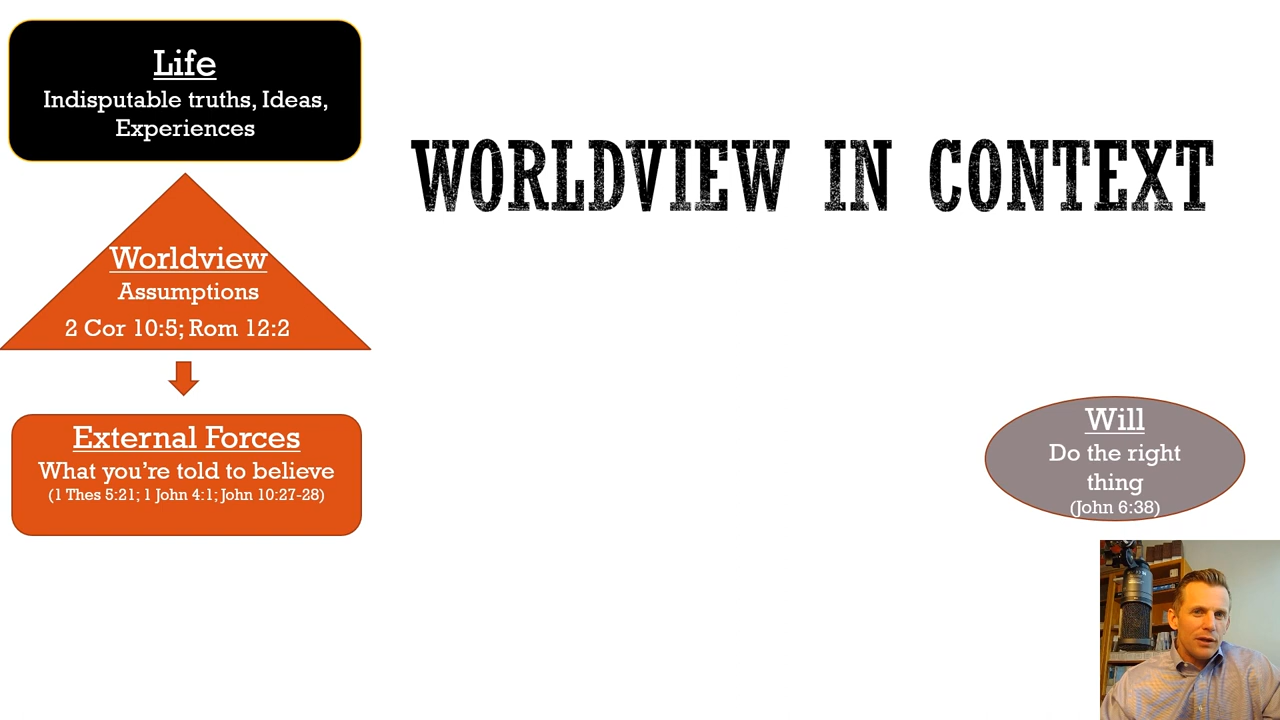 Life
Indisputable truths, Ideas,
Experiences
WORLDVIEW IN CONTEXT
Worldview
Assumptions
2 Cor 10:5; Rom 12:2
External Forces
What you're told to believe
(1 Thes 5:21; 1 John 4:1; John 10:27-28)
Will
Do the right
thing
(John 6:38)